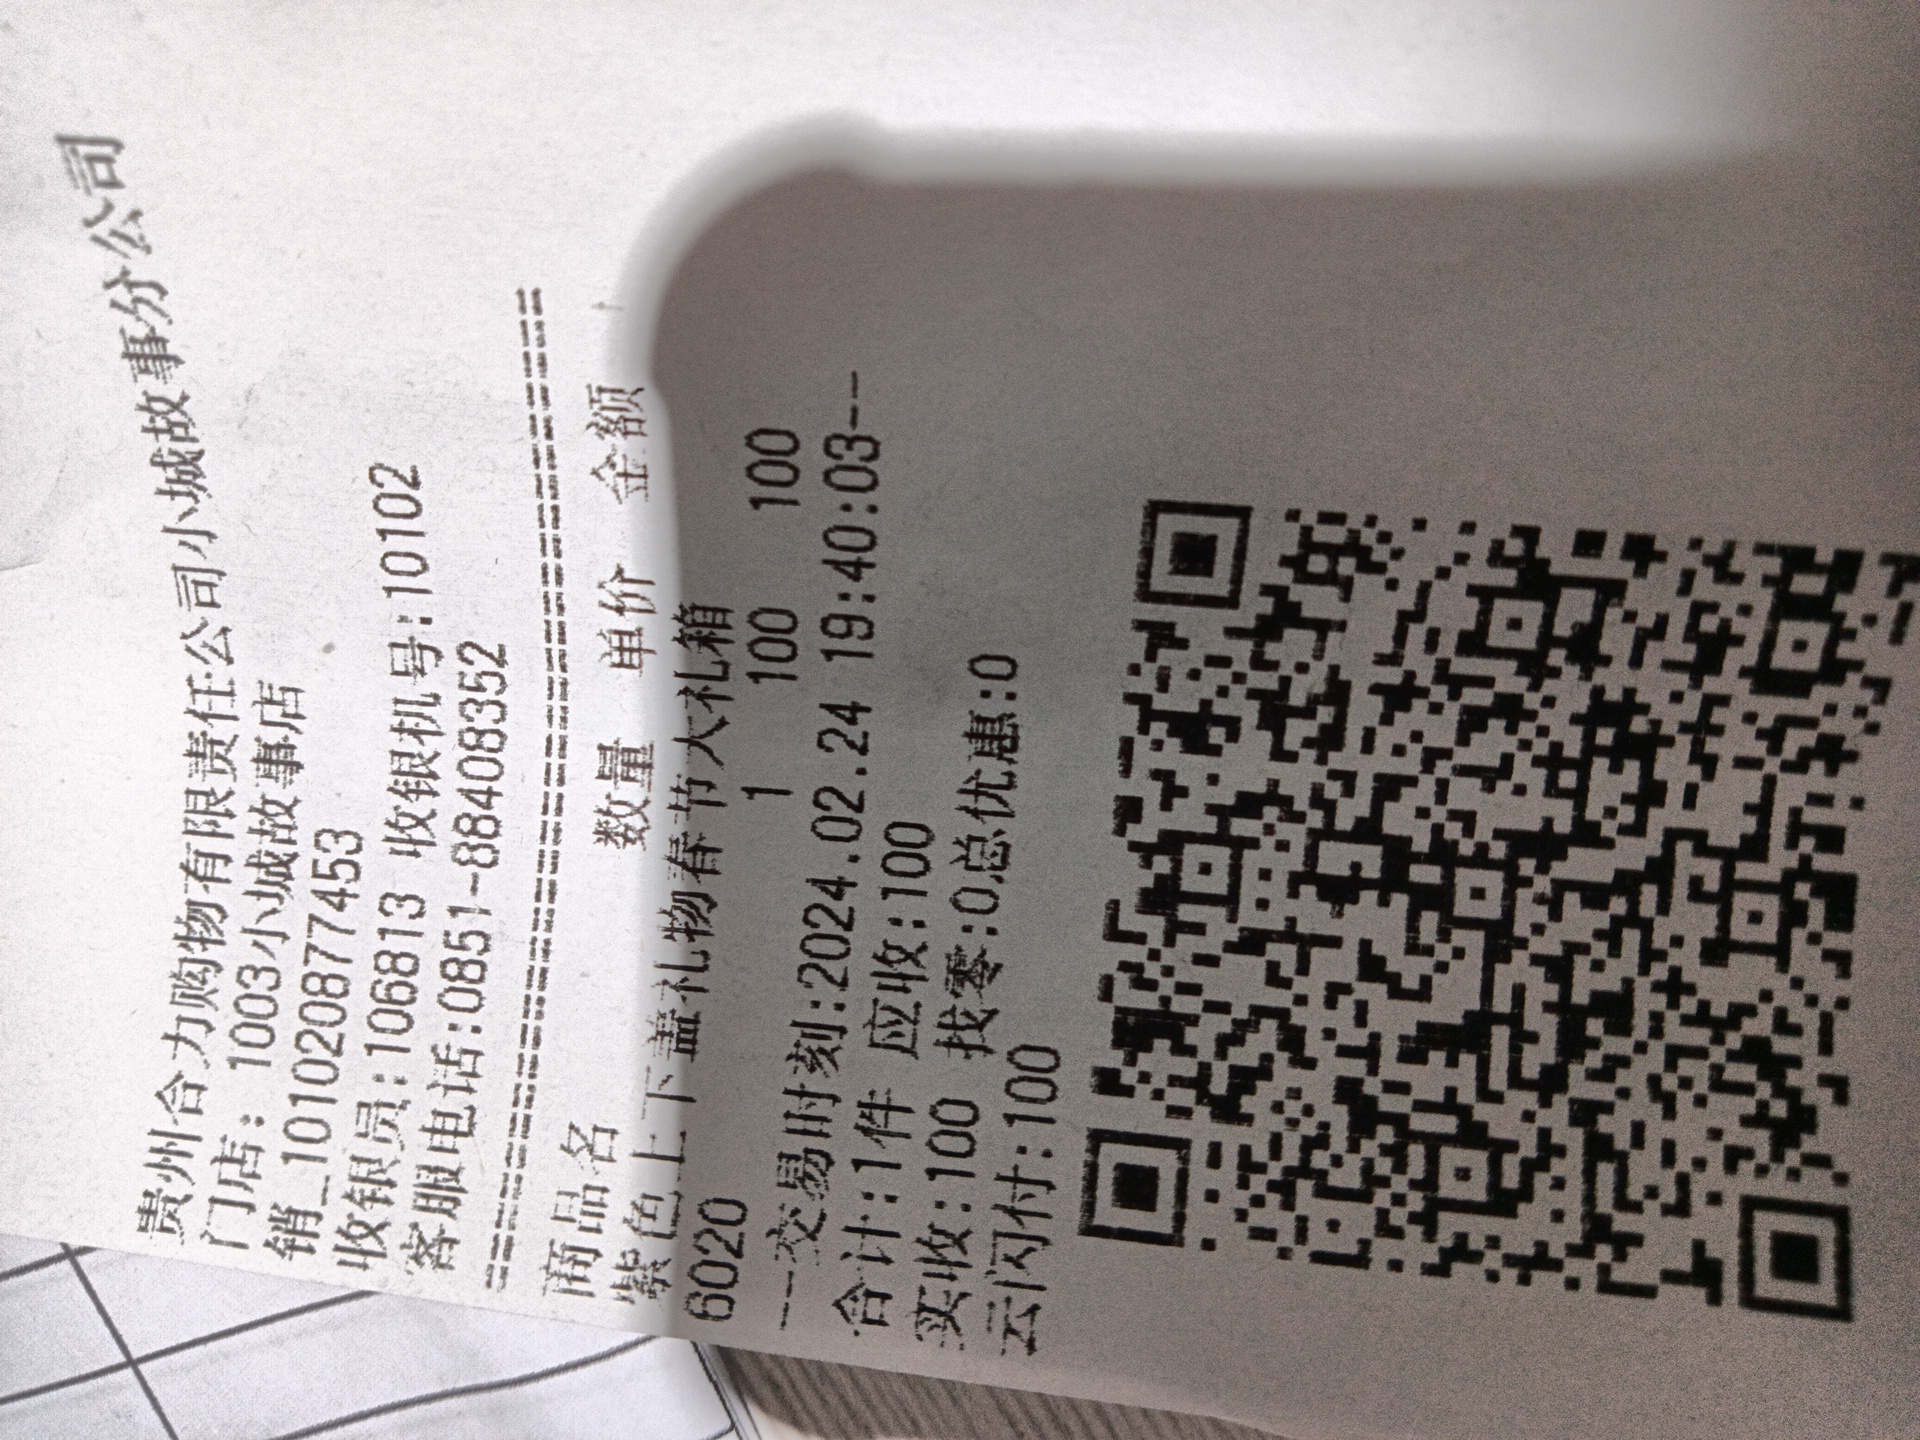 贵州合力购物有限责任公司小城故事分公司
门店：1003小城故事店
销_1010208774​53
收银员:106813 收银机号:10102
客服电话:0851-88408352
商品名 数量 单价 金额
紫色上下盖礼物春节大礼箱
6020 1 100 100
---交易时刻:2024.02.24 19:40:03--
合计:1件 应收:100
实收:100 找零:0总优惠:0
云闪付:100